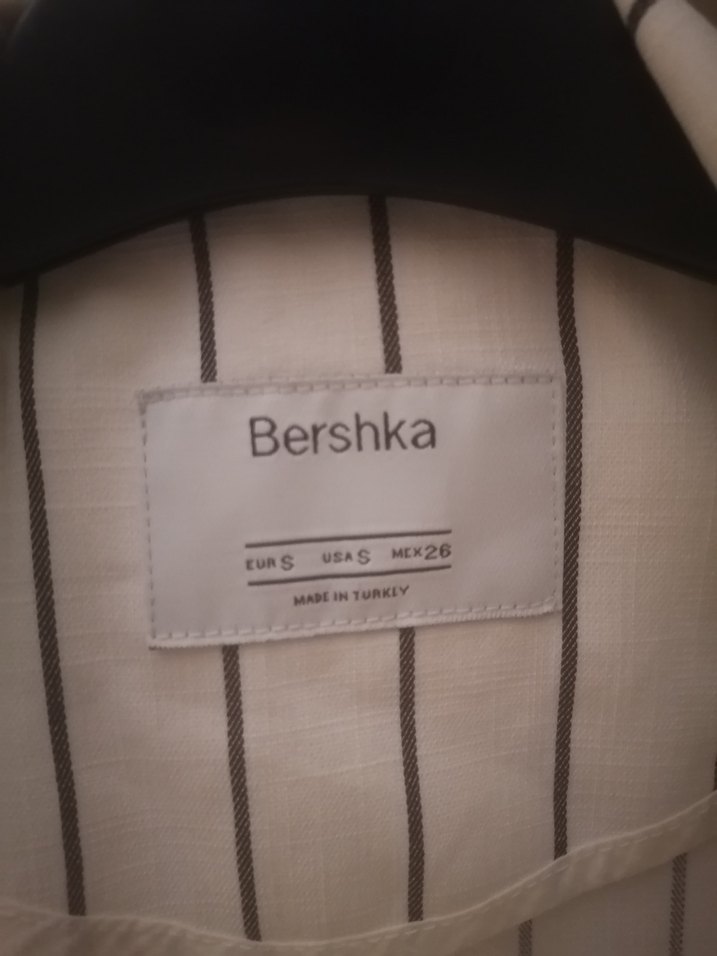 Bershka
EUR S USA S MEX 26
MADE IN TURKEY